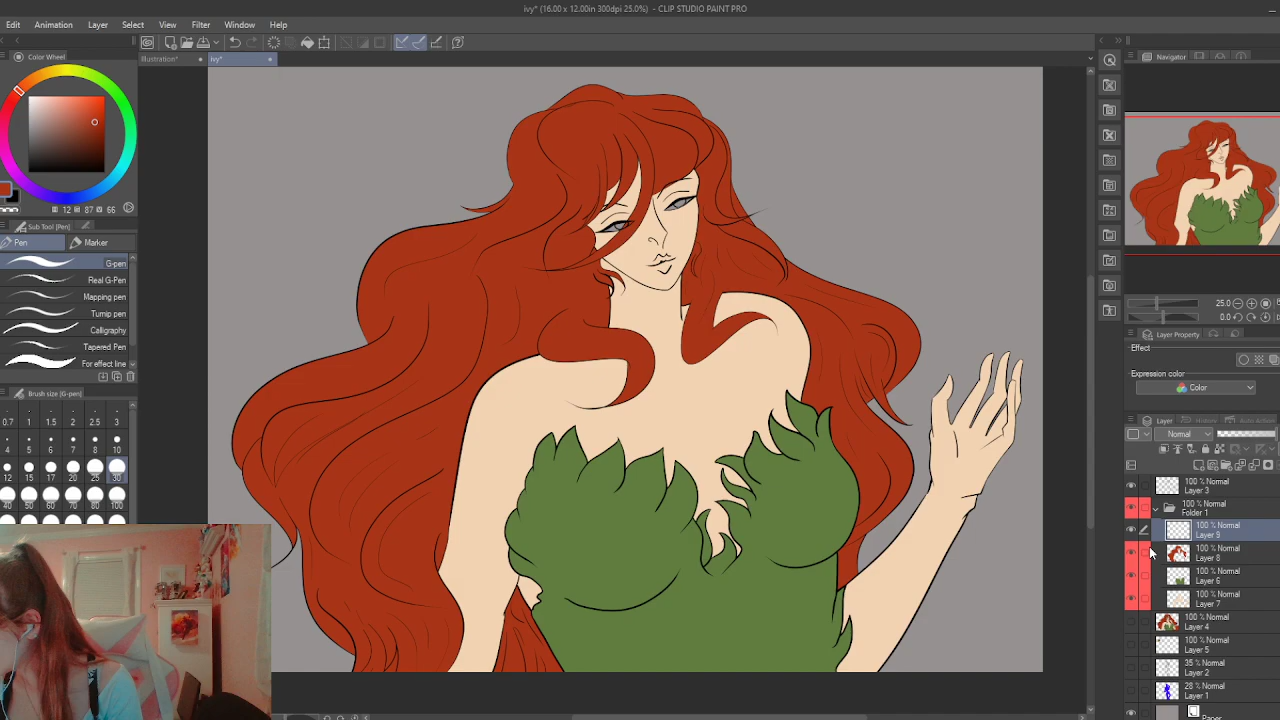 ivy* (16.00 x 12.00in 300dpi 25.0%) - CLIP STUDIO PAINT PRO
Edit Animation Layer Select View Filter Window Help
Illustration* ivy*
Color Wheel
12 87 66
Sub Tool [Pen]
Pen Marker
G-pen
Real G-Pen
Mapping pen
Turnip pen
Calligraphy
Tapered Pen
For effect line
Brush size [G-pen]
0.7 1 1.5 2 2.5 3
4 5 6 7 8 10
12 15 17 20 25 30
40 50 60 70 80 100
Navigator
25.0
0.0
Layer Property
Effect
Expression color
Color
Layer History Auto Action
Normal
100 % Normal
Layer 3
100 % Normal
Folder 1
100 % Normal
Layer 9
100 % Normal
Layer 8
100 % Normal
Layer 6
100 % Normal
Layer 7
100 % Normal
Layer 4
100 % Normal
Layer 5
35 % Normal
Layer 2
28 % Normal
Layer 1
Paper